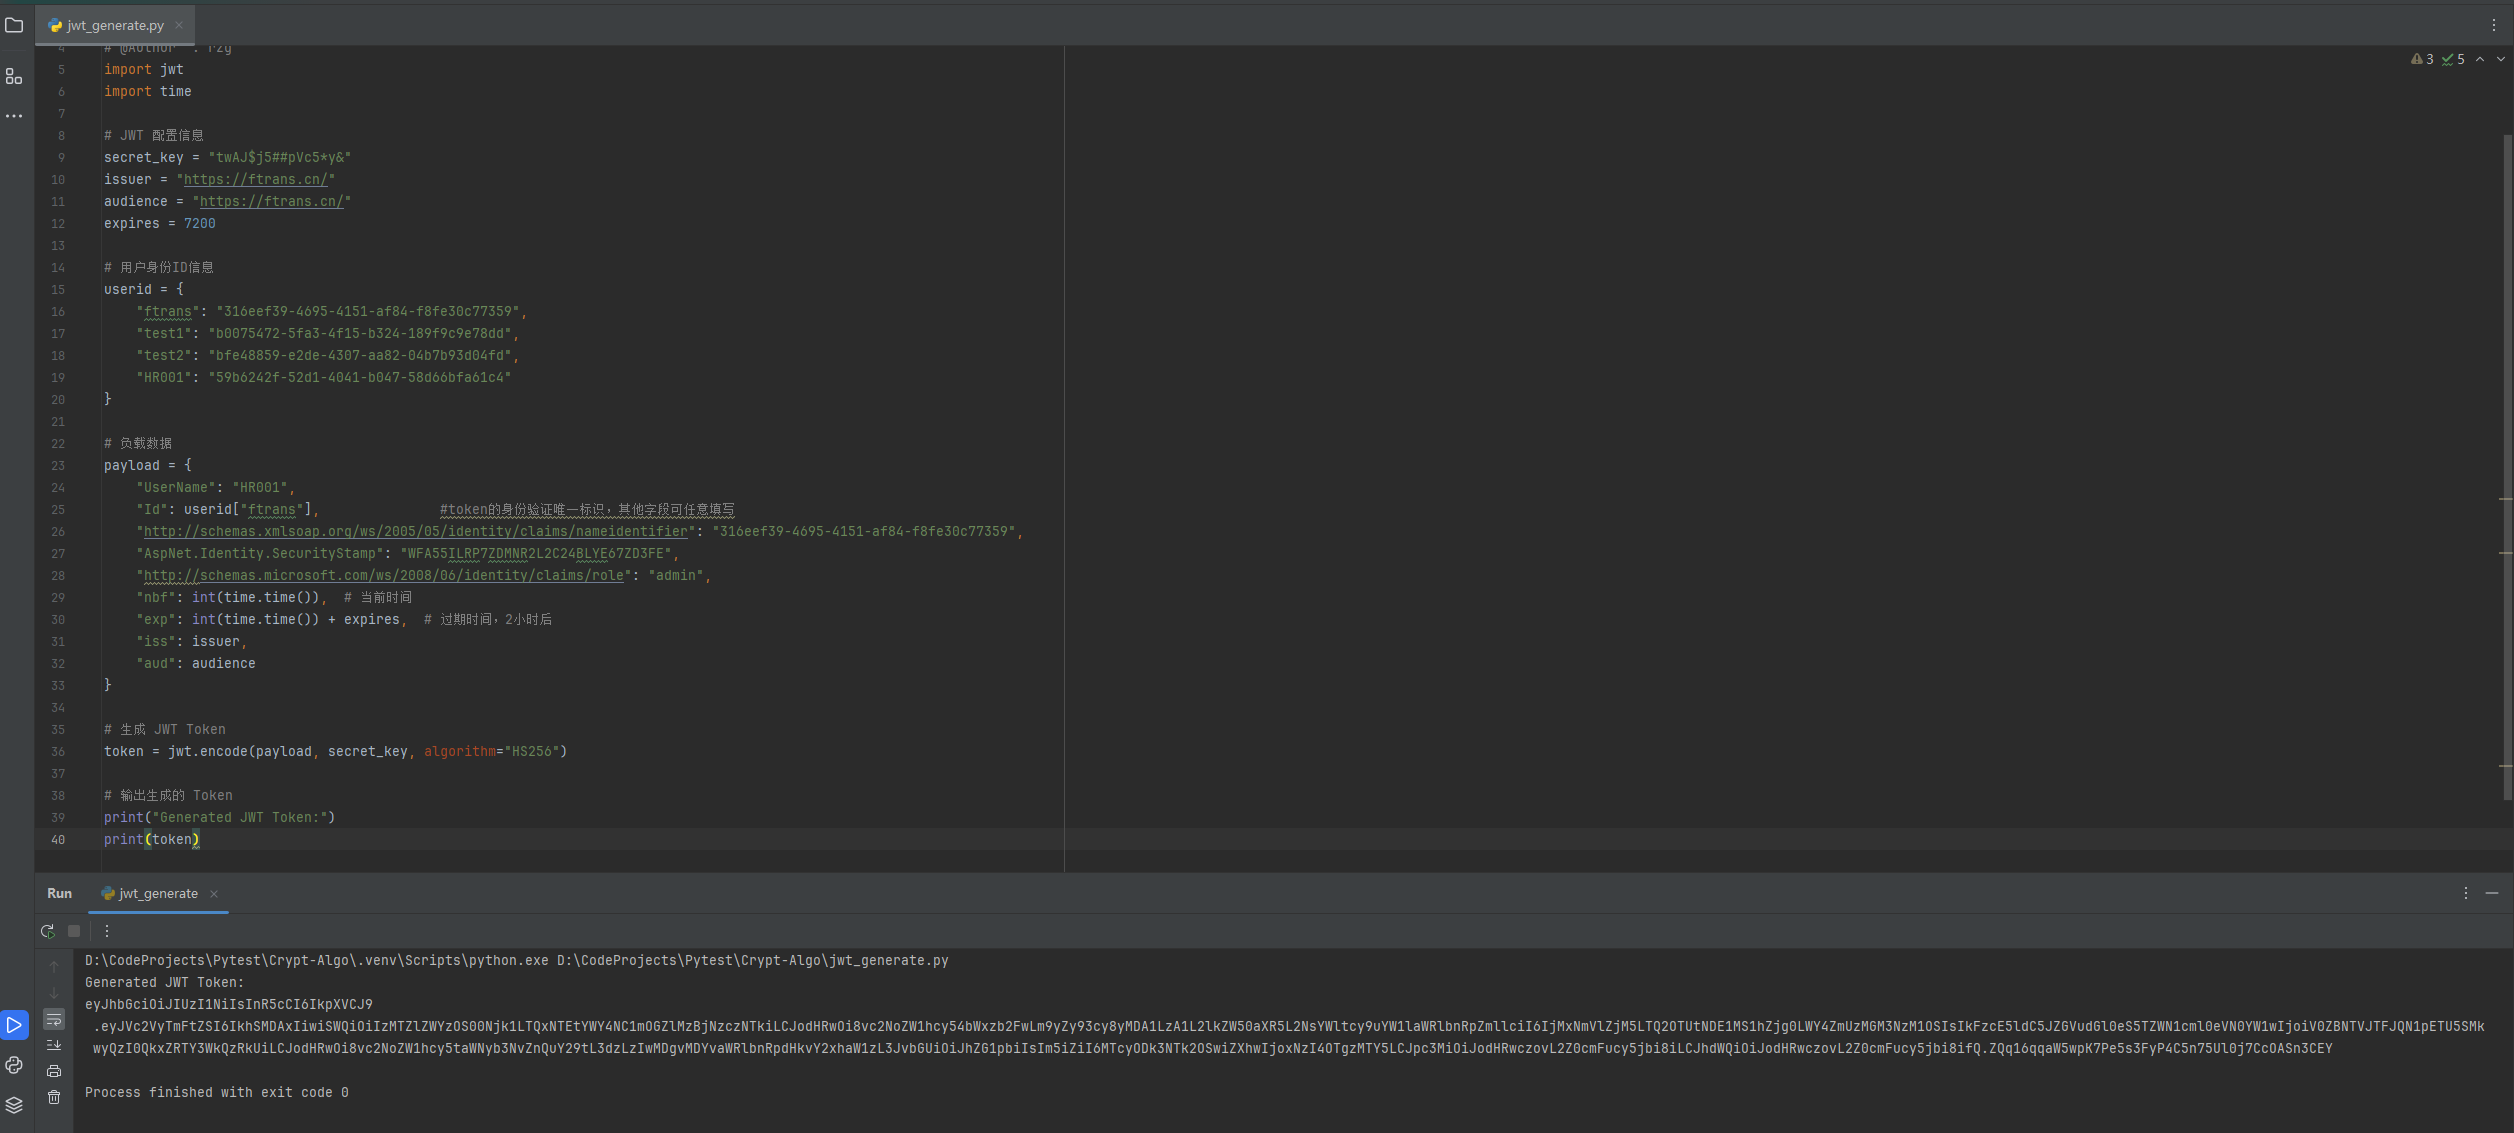 jwt_generate.py
3 5
4 # @Author : rzy
5 import jwt
6 import time
7
8 # JWT 配置信息
9 secret_key = "twAJ$j5##pVc5*y&"
10 issuer = "https://ftrans.cn/"
11 audience = "https://ftrans.cn/"
12 expires = 7200
13
14 # 用户身份ID信息
15 userid = {
16 "ftrans": "316eef39-4695-4151-af84-f8fe30c77359",
17 "test1": "b0075472-5fa3-4f15-b324-189f9c9e78dd",
18 "test2": "bfe48859-e2de-4307-aa82-04b7b93d04fd",
19 "HR001": "59b6242f-52d1-4041-b047-58d66bfa61c4"
20 }
21
22 # 负载数据
23 payload = {
24 "UserName": "HR001",
25 "Id": userid["ftrans"], #token的身份验证唯一标识，其他字段可任意填写
26 "http://schemas.xmlsoap.org/ws/2005/05/identity/claims/nameidentifier": "316eef39-4695-4151-af84-f8fe30c77359",
27 "AspNet.Identity.SecurityStamp": "WFA55ILRP7ZDMNR2L2C24BLYE67ZD3FE",
28 "http://schemas.microsoft.com/ws/2008/06/identity/claims/role": "admin",
29 "nbf": int(time.time()), # 当前时间
30 "exp": int(time.time()) + expires, # 过期时间，2小时后
31 "iss": issuer,
32 "aud": audience
33 }
34
35 # 生成 JWT Token
36 token = jwt.encode(payload, secret_key, algorithm="HS256")
37
38 # 输出生成的 Token
39 print("Generated JWT Token:")
40 print(token)
Run jwt_generate
D:\CodeProjects\Pytest\Crypt-Algo\.venv\Scripts\python.exe D:\CodeProjects\Pytest\Crypt-Algo\jwt_generate.py
Generated JWT Token:
eyJhbGciOiJIUzI1NiIsInR5cCI6IkpXVCJ9
Process finished with exit code 0